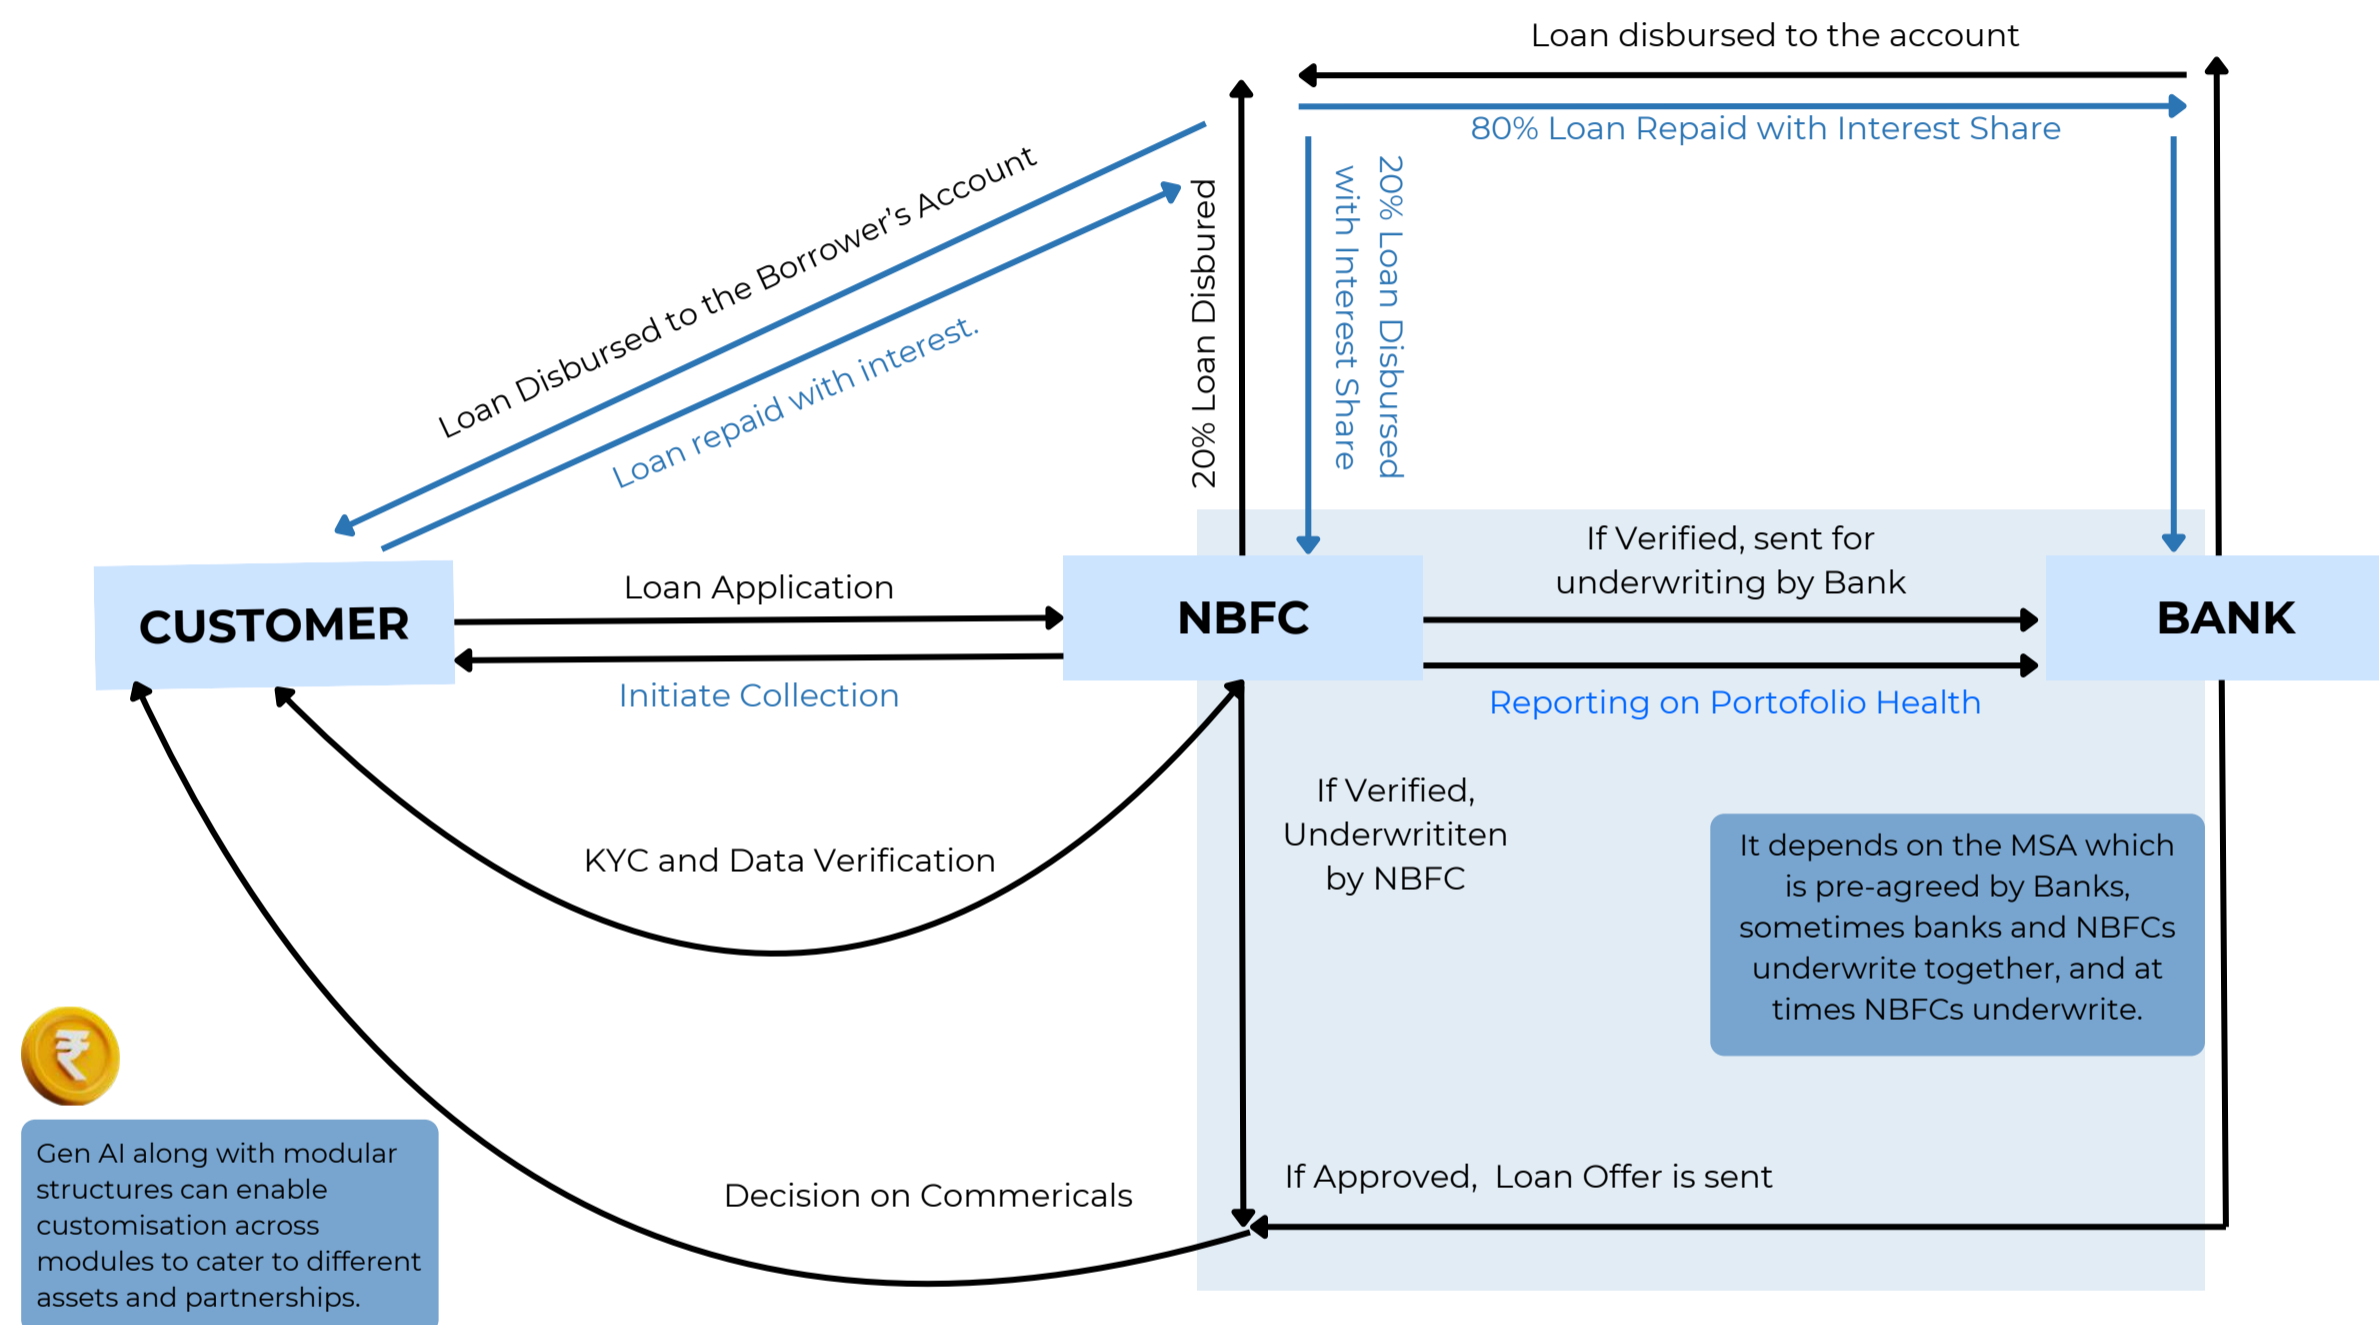 Loan disbursed to the account
80% Loan Repaid with Interest Share
Loan Disbursed to the Borrower's Account
Loan repaid with interest.
20% Loan Disbured
20% Loan Disbursed
with Interest Share
If Verified, sent for
underwriting by Bank
CUSTOMER
Loan Application
NBFC
BANK
Initiate Collection
Reporting on Portofolio Health
If Verified,
Underwrititen
by NBFC
KYC and Data Verification
It depends on the MSA which
is pre-agreed by Banks,
sometimes banks and NBFCs
underwrite together, and at
times NBFCs underwrite.
₹
Gen AI along with modular
structures can enable
customisation across
modules to cater to different
assets and partnerships.
Decision on Commericals
If Approved,  Loan Offer is sent